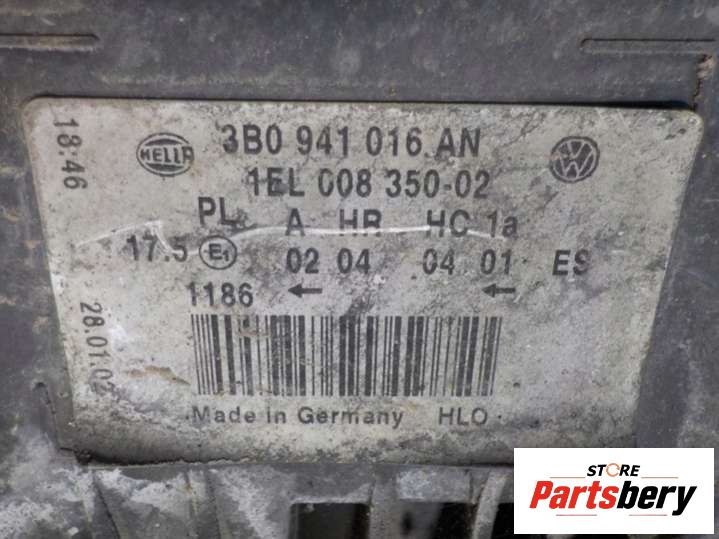 18:46
HELLA
3B0 941 016 AN
1EL 008 350-02
PL A HR HC 1a
17.5 E1 02 04 04 01 ES
1186 ← ←
28.01.02
Made in Germany HLO
STORE
Partsbery